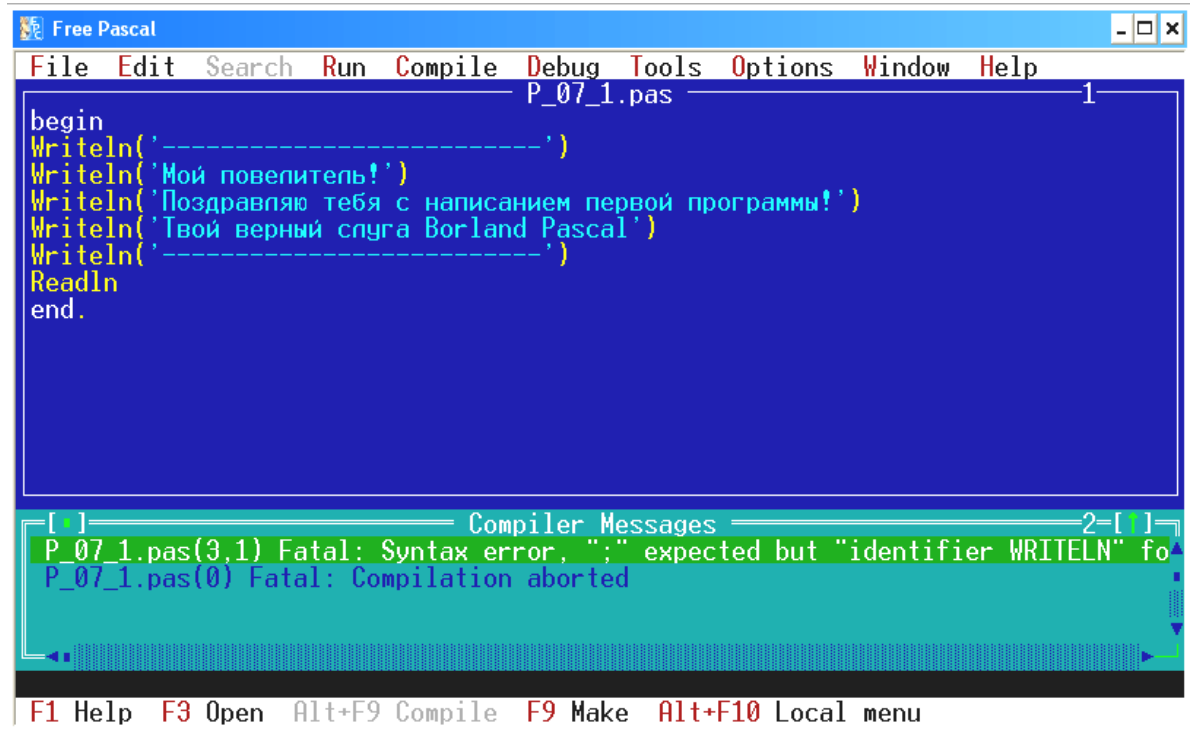 Free Pascal
File Edit Search Run Compile Debug Tools Options Window Help
P_07_1.pas 1
begin
Writeln('--------------------------')
Writeln('Мой повелитель!')
Writeln('Поздравляю тебя с написанием первой программы!')
Writeln('Твой верный слуга Borland Pascal')
Writeln('--------------------------')
Readln
end.
Compiler Messages 2=[↑]
P_07_1.pas(3,1) Fatal: Syntax error, ";" expected but "identifier WRITELN" fo
P_07_1.pas(0) Fatal: Compilation aborted
F1 Help F3 Open Alt+F9 Compile F9 Make Alt+F10 Local menu